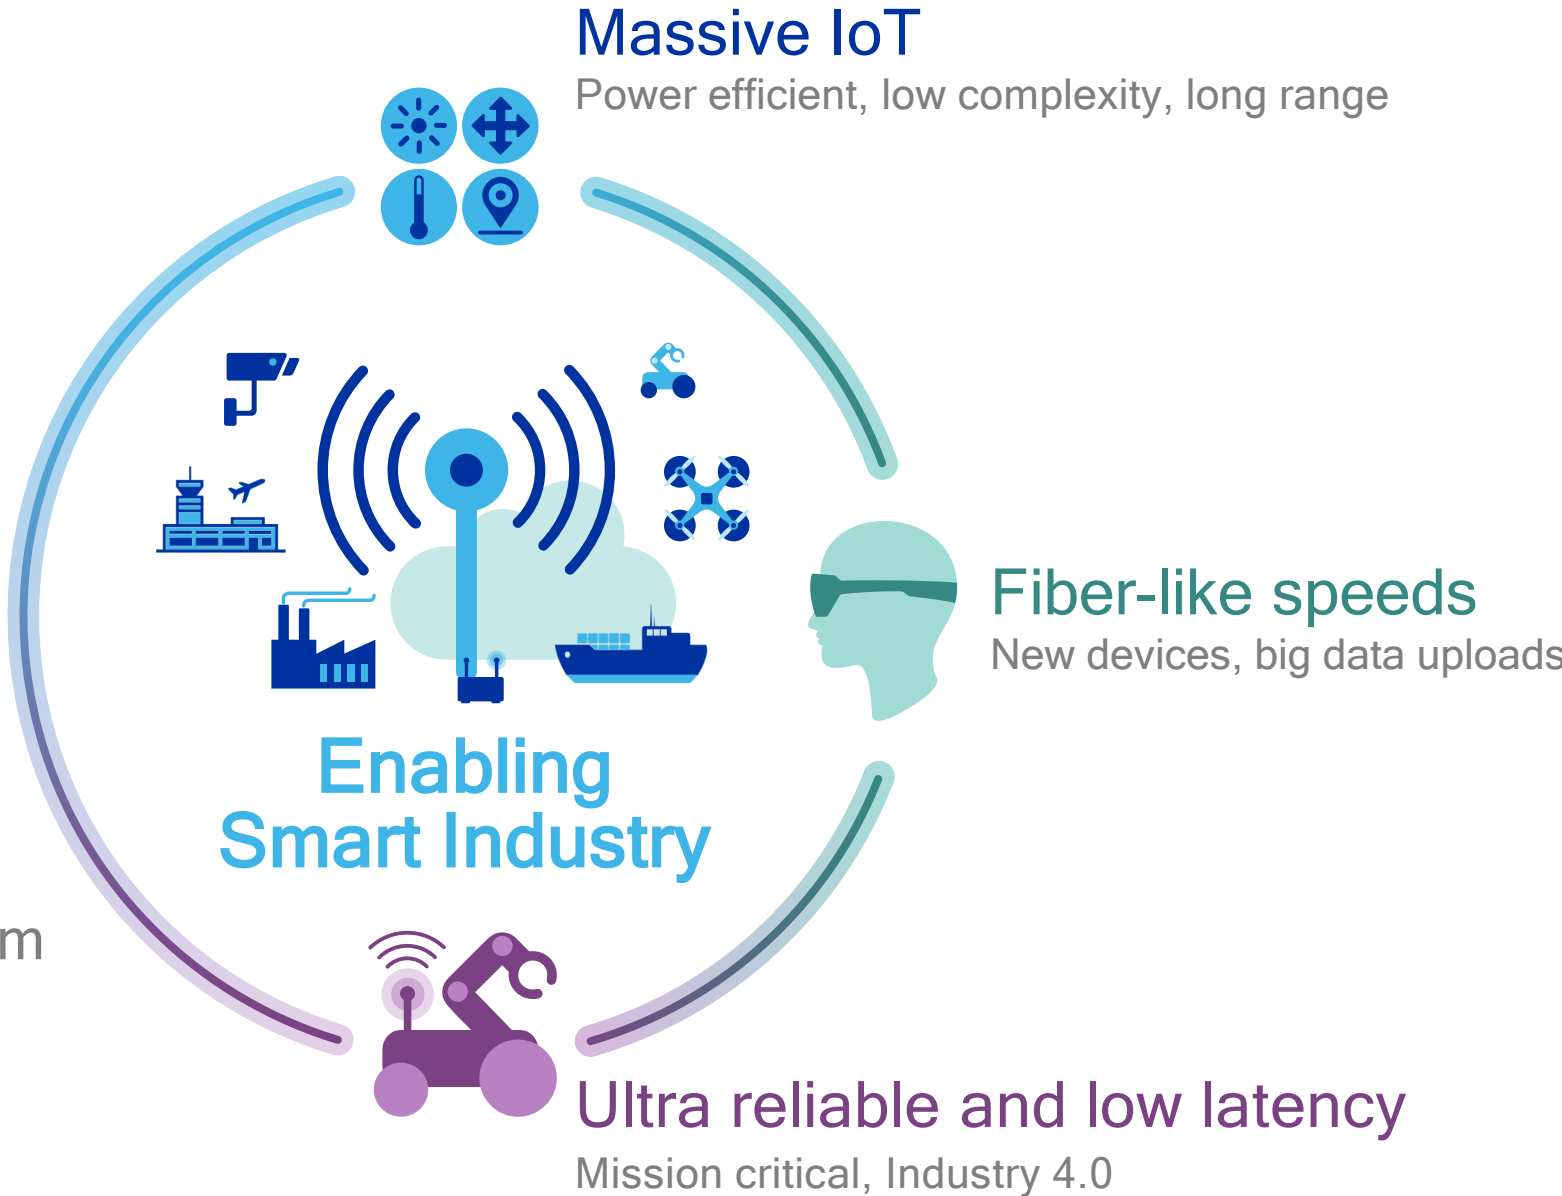 Massive IoT
Power efficient, low complexity, long range
Fiber-like speeds
New devices, big data uploads
Enabling
Smart Industry
m
Ultra reliable and low latency
Mission critical, Industry 4.0